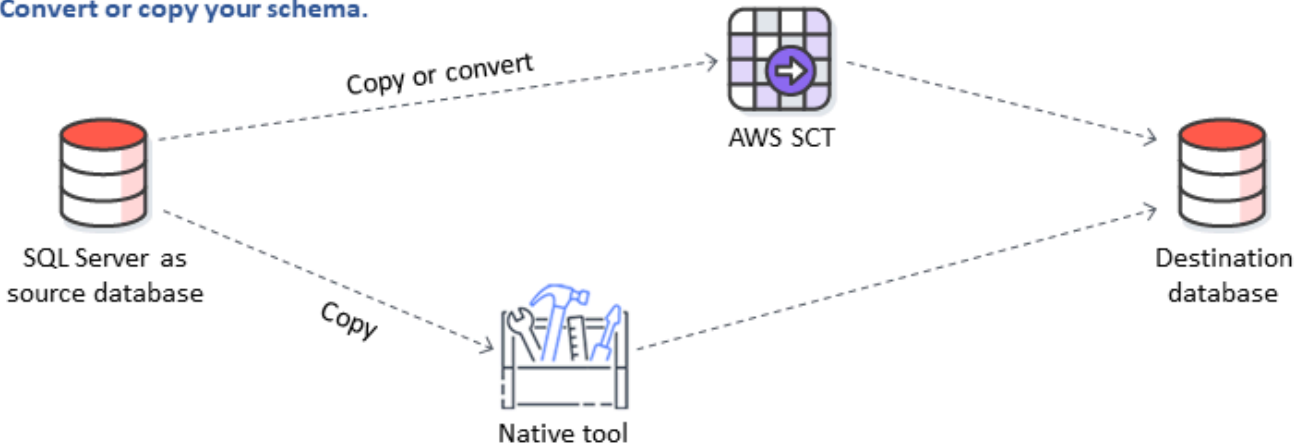 Convert or copy your schema.
Copy or convert
AWS SCT
SQL Server as
source database
Destination
database
Copy
Native tool